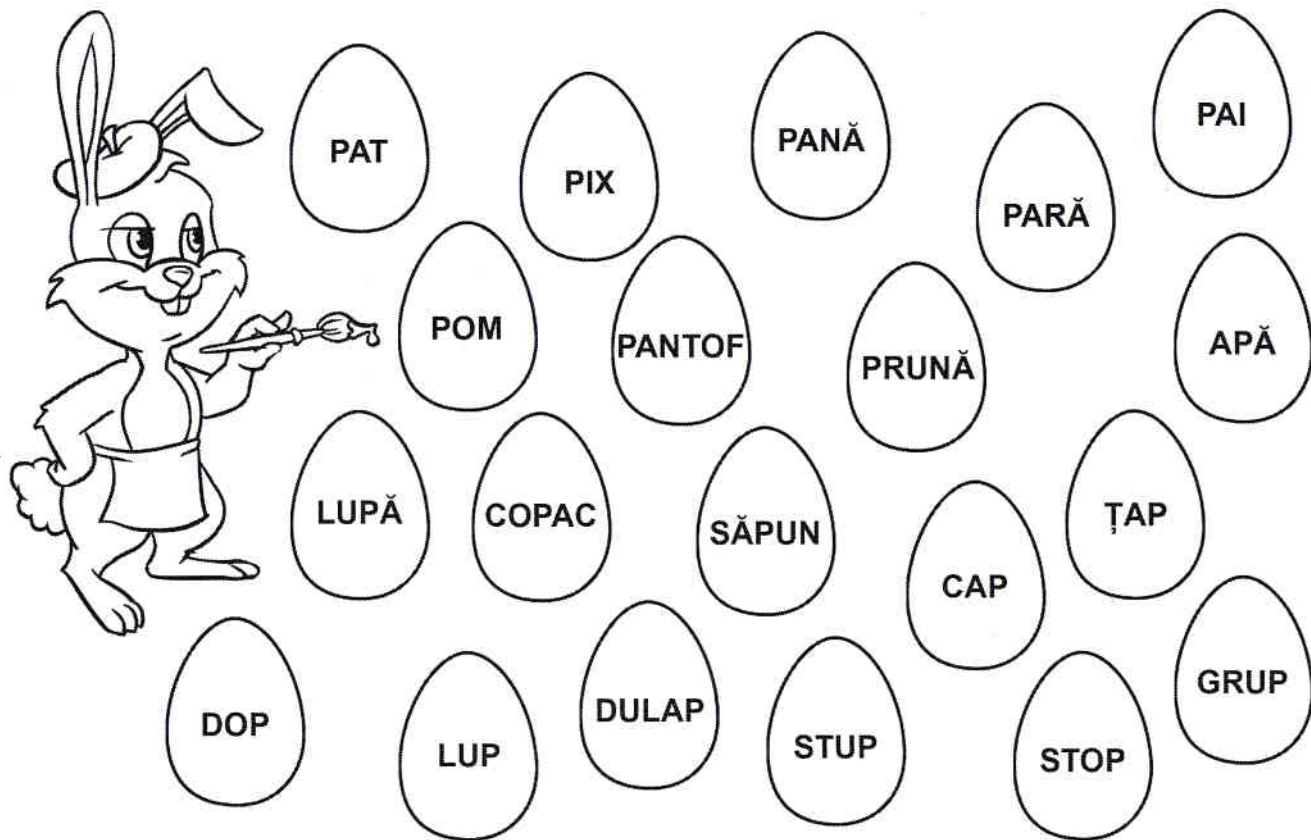 PAT
PIX
PANĂ
PARĂ
PAI
POM
PANTOF
PRUNĂ
APĂ
LUPĂ
COPAC
SĂPUN
CAP
ȚAP
DOP
LUP
DULAP
STUP
STOP
GRUP